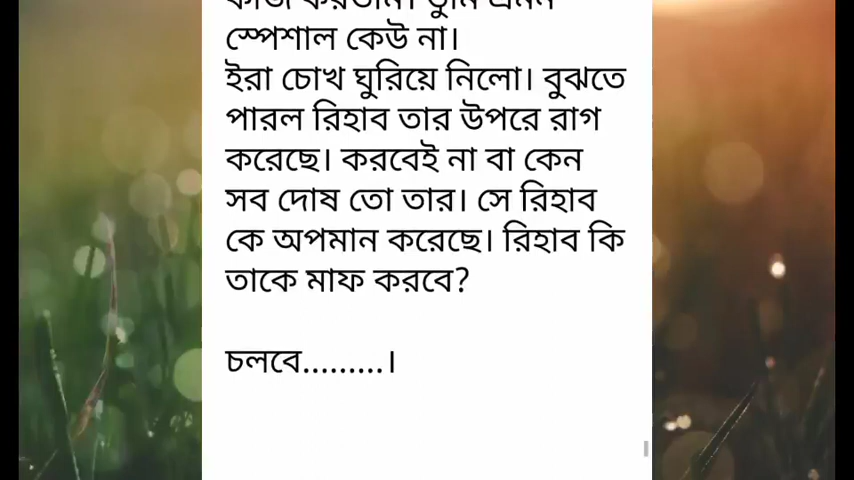 স্পেশাল কেউ না।
ইরা চোখ ঘুরিয়ে নিলো। বুঝতে
পারল রিহাব তার উপরে রাগ
করেছে। করবেই না বা কেন
সব দোষ তো তার। সে রিহাব
কে অপমান করেছে। রিহাব কি
তাকে মাফ করবে?
চলবে.........।